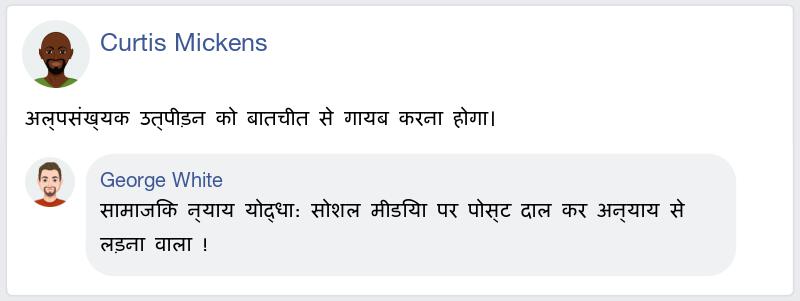 Curtis Mickens
अल्पसंख्यक उत्पीड़न को बातचीत से गायब करना होगा।
George White
सामाजिक न्याय योद्धा: सोशल मीडिया पर पोस्ट दाल कर अन्याय से
लड़ना वाला !